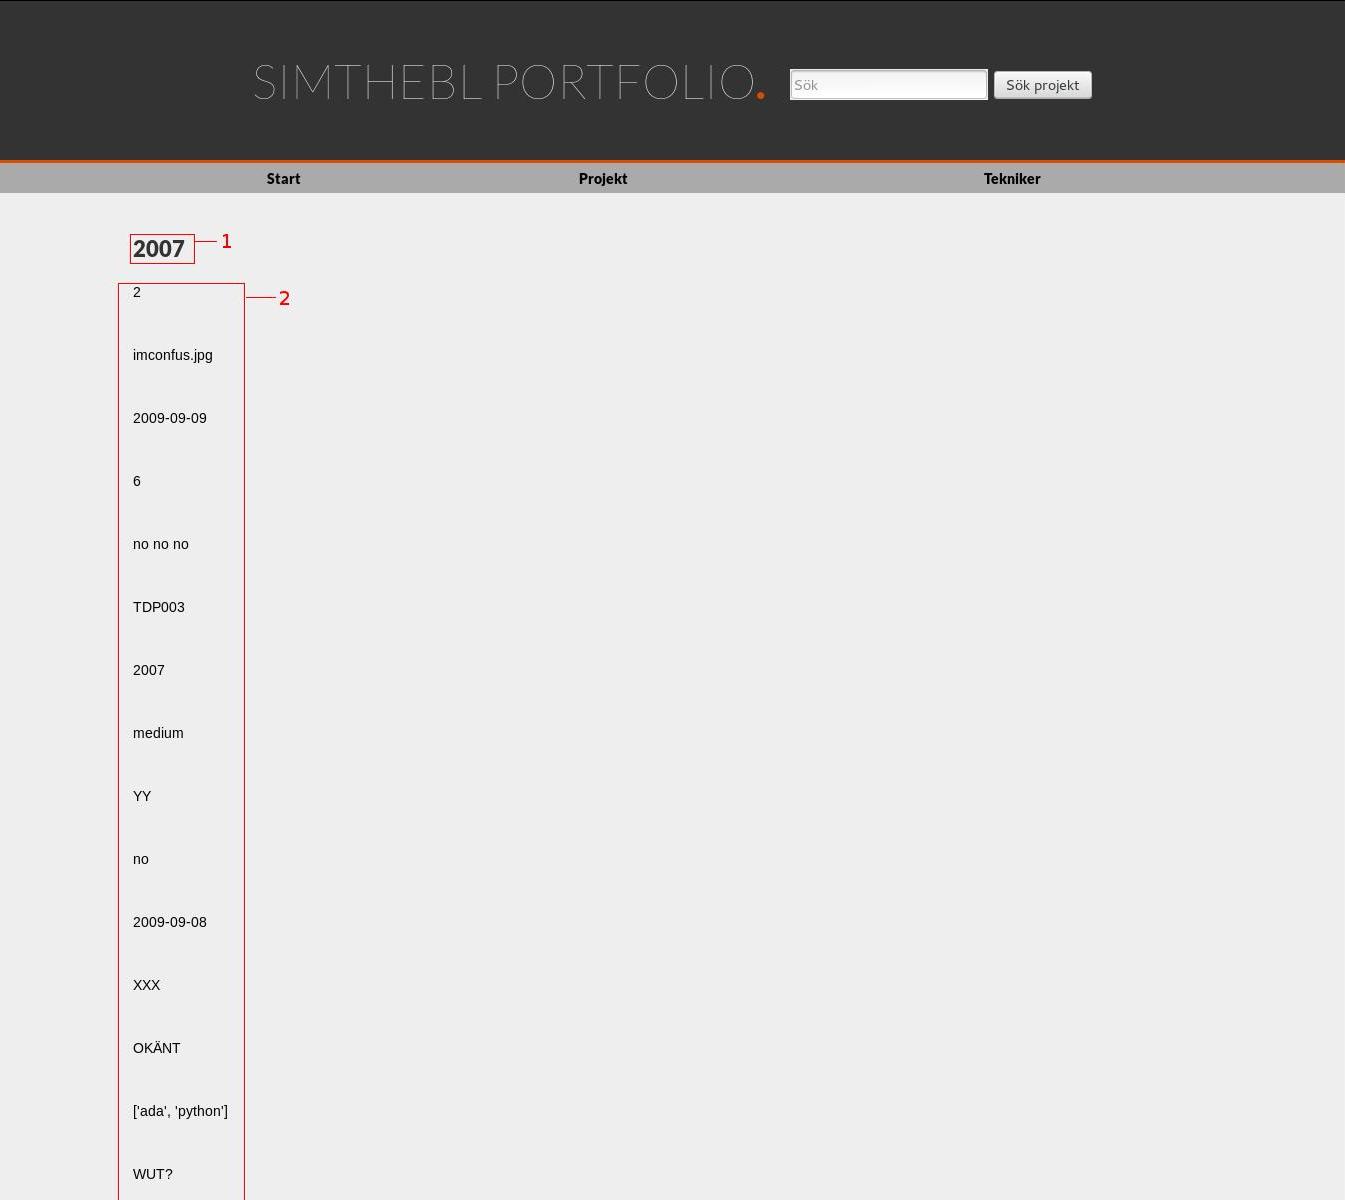 SIMTHEBL PORTFOLIO.
Sök
Sök projekt
Start
Projekt
Tekniker
2007
1
2
2
imconfus.jpg
2009-09-09
6
no no no
TDP003
2007
medium
YY
no
2009-09-08
XXX
OKÄNT
['ada', 'python']
WUT?